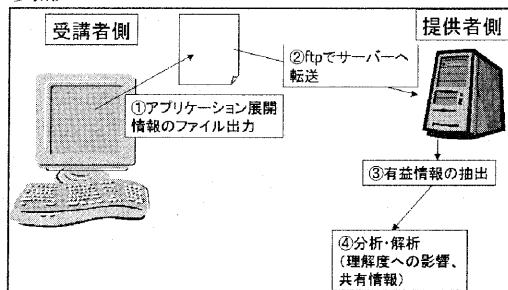 受講者側
提供者側
②ftpでサーバーへ
転送
①アプリケーション展開
情報のファイル出力
③有益情報の抽出
④分析・解析
(理解度への影響、
共有情報)